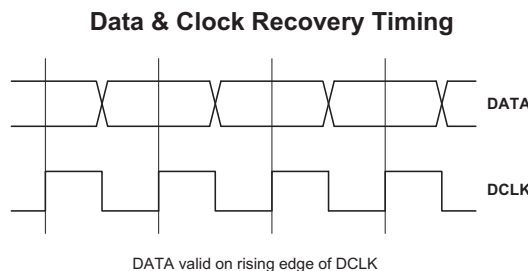 Data & Clock Recovery Timing
DATA
DCLK
DATA valid on rising edge of DCLK